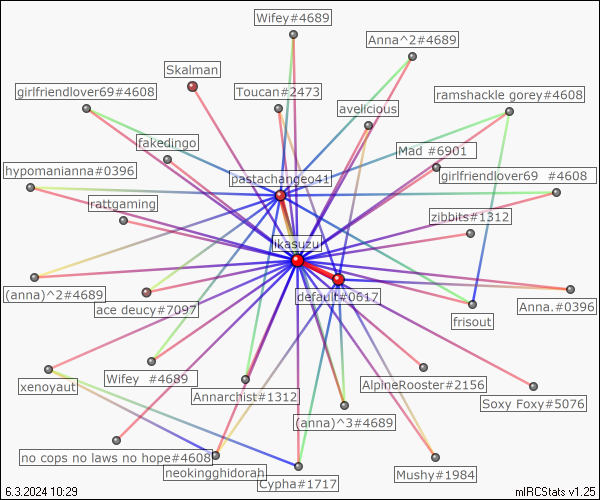 Wifey#4689
Anna^2#4689
Skalman
girlfriendlover69#4608
Toucan#2473
ramshackle gorey#4608
avelicious
fakedingo
Mad #6901
hypomanianna#0396
pastachanceo41
girlfriendlover69 #4608
rattgaming
zibbits#1312
likasuzu
(anna)^2#4689
default#0617
ace deucy#7097
Anna.#0396
frisout
xenoyaut
Wifey #4689
AlpineRooster#2156
Annarchist#1312
Soxy Foxy#5076
(anna)^3#4689
no cops no laws no hope#4608
neokingghidorah
Mushy#1984
Cypha#1717
6.3.2024 10:29
mIRCStats v1.25